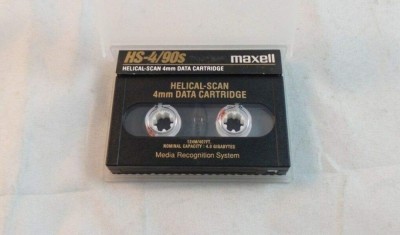 HS-4/90s maxell
HELICAL-SCAN 4mm DATA CARTRIDGE
HELICAL-SCAN
4mm DATA CARTRIDGE
NOMINAL CAPACITY : 4.0 GIGABYTES
Media Recognition System